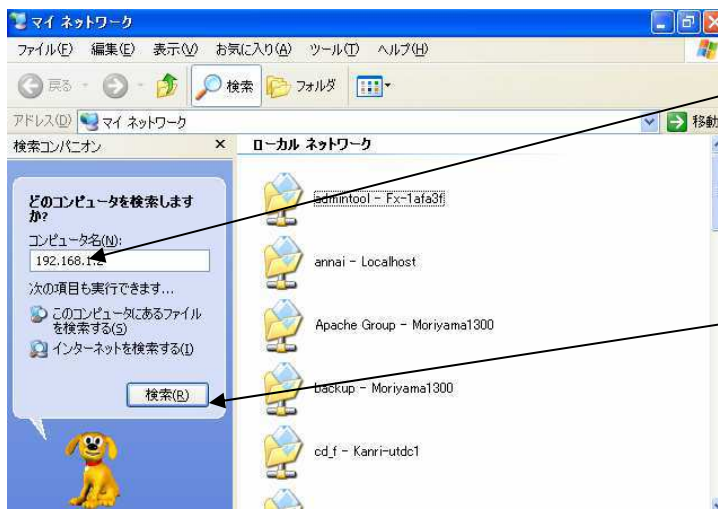 マイ ネットワーク
ファイル(F) 編集(E) 表示(V) お気に入り(A) ツール(T) ヘルプ(H)
戻る 検索 フォルダ
アドレス(D) マイ ネットワーク 移動
検索コンパニオン × ローカル ネットワーク
どのコンピュータを検索します
か?
コンピュータ名(N):
192.168.1.2
次の項目も実行できます...
このコンピュータにあるファイル
を検索する(S)
インターネットを検索する(I)
検索(R)
admintool - Fx-1afa3f
annai - Localhost
Apache Group - Moriyama1300
backup - Moriyama1300
cd_f - Kanri-utdc1